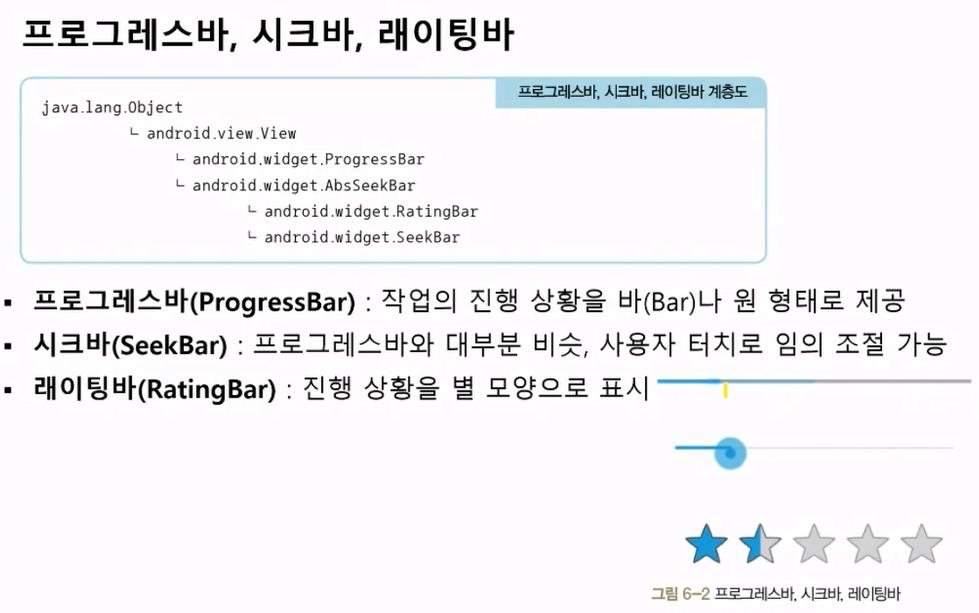 프로그레스바, 시크바, 래이팅바
프로그레스바, 시크바, 레이팅바 계층도
java.lang.Object
└ android.view.View
└ android.widget.ProgressBar
└ android.widget.AbsSeekBar
└ android.widget.RatingBar
└ android.widget.SeekBar
▪ 프로그레스바(ProgressBar) : 작업의 진행 상황을 바(Bar)나 원 형태로 제공
▪ 시크바(SeekBar) : 프로그레스바와 대부분 비슷, 사용자 터치로 임의 조절 가능
▪ 래이팅바(RatingBar) : 진행 상황을 별 모양으로 표시
그림 6-2 프로그레스바, 시크바, 레이팅바